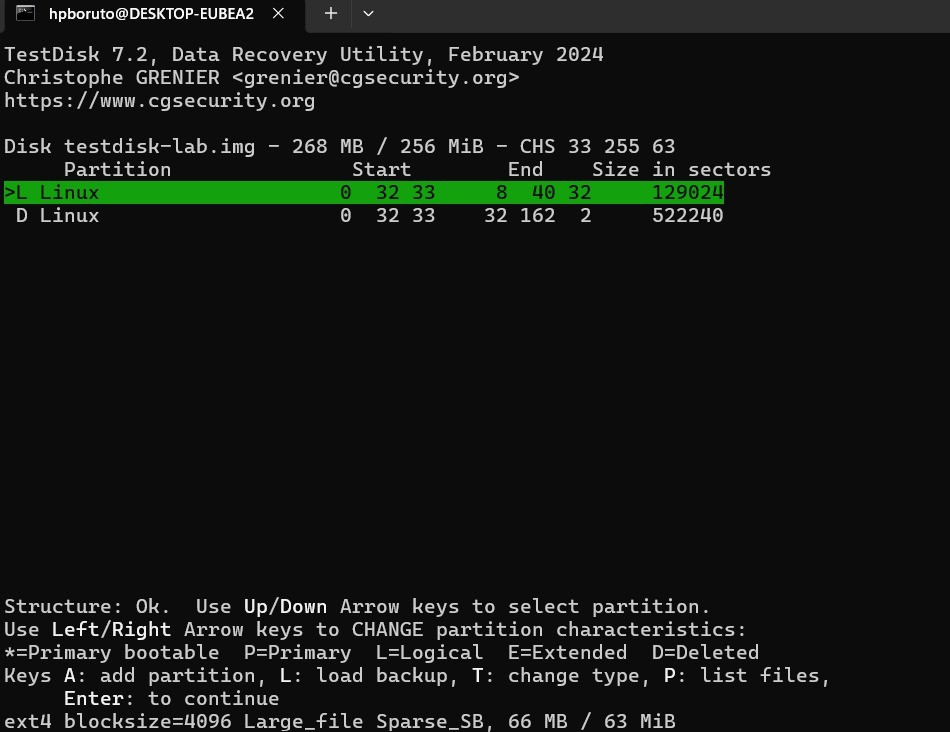 hpboruto@DESKTOP-EUBEA2
TestDisk 7.2, Data Recovery Utility, February 2024
Christophe GRENIER <grenier@cgsecurity.org>
https://www.cgsecurity.org
Disk testdisk-lab.img - 268 MB / 256 MiB - CHS 33 255 63
     Partition               Start        End    Size in sectors
>L Linux                    0  32 33     8  40 32     129024
 D Linux                    0  32 33    32 162  2     522240
Structure: Ok.  Use Up/Down Arrow keys to select partition.
Use Left/Right Arrow keys to CHANGE partition characteristics:
*=Primary bootable  P=Primary  L=Logical  E=Extended  D=Deleted
Keys A: add partition, L: load backup, T: change type, P: list files,
     Enter: to continue
ext4 blocksize=4096 Large_file Sparse_SB, 66 MB / 63 MiB